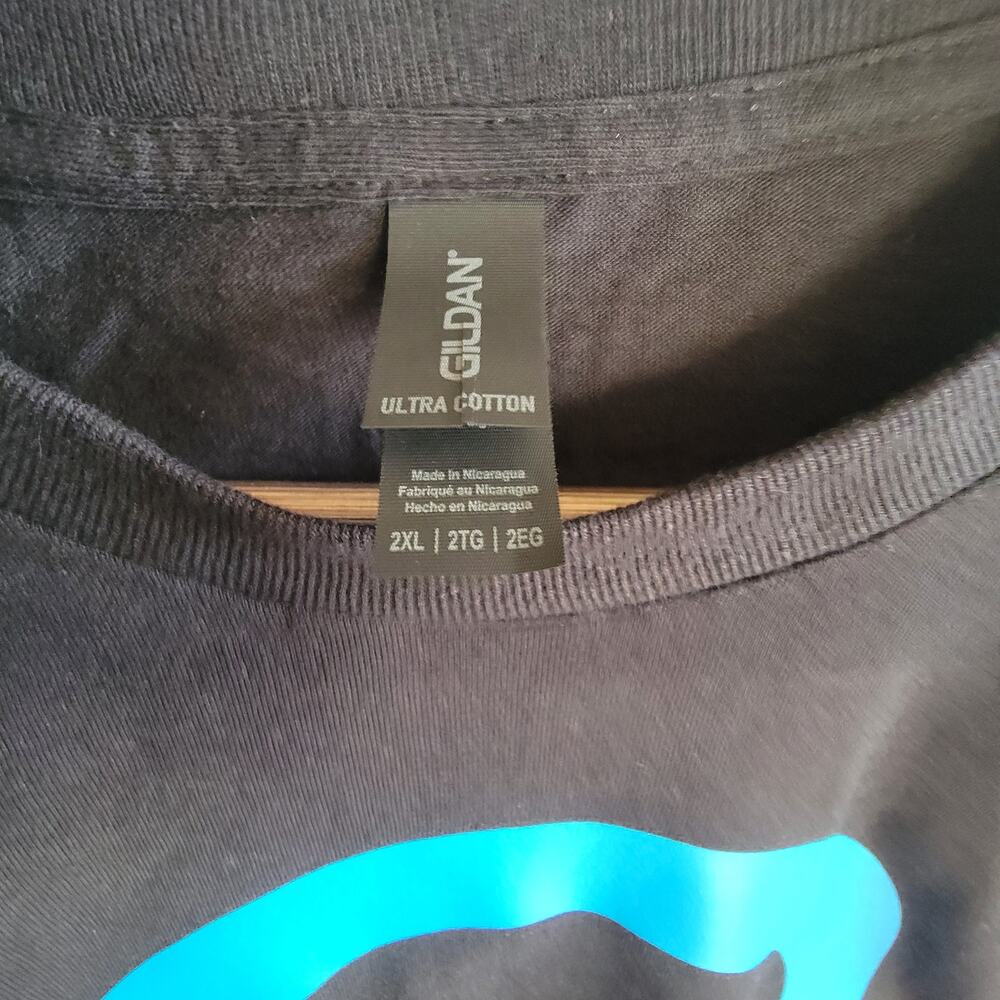 GILDAN®
ULTRA COTTON
Made in Nicaragua
Fabriqué au Nicaragua
Hecho en Nicaragua
2XL | 2TG | 2EG